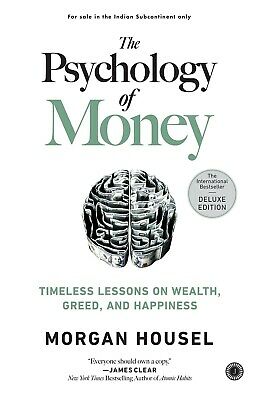 For sale in the Indian Subcontinent only
The
Psychology
of
Money
The
International
Bestseller
DELUXE
EDITION
TIMELESS LESSONS ON WEALTH,
GREED, AND HAPPINESS
MORGAN HOUSEL
"Everyone should own a copy."
—JAMES CLEAR
New York Times Bestselling Author of Atomic Habits